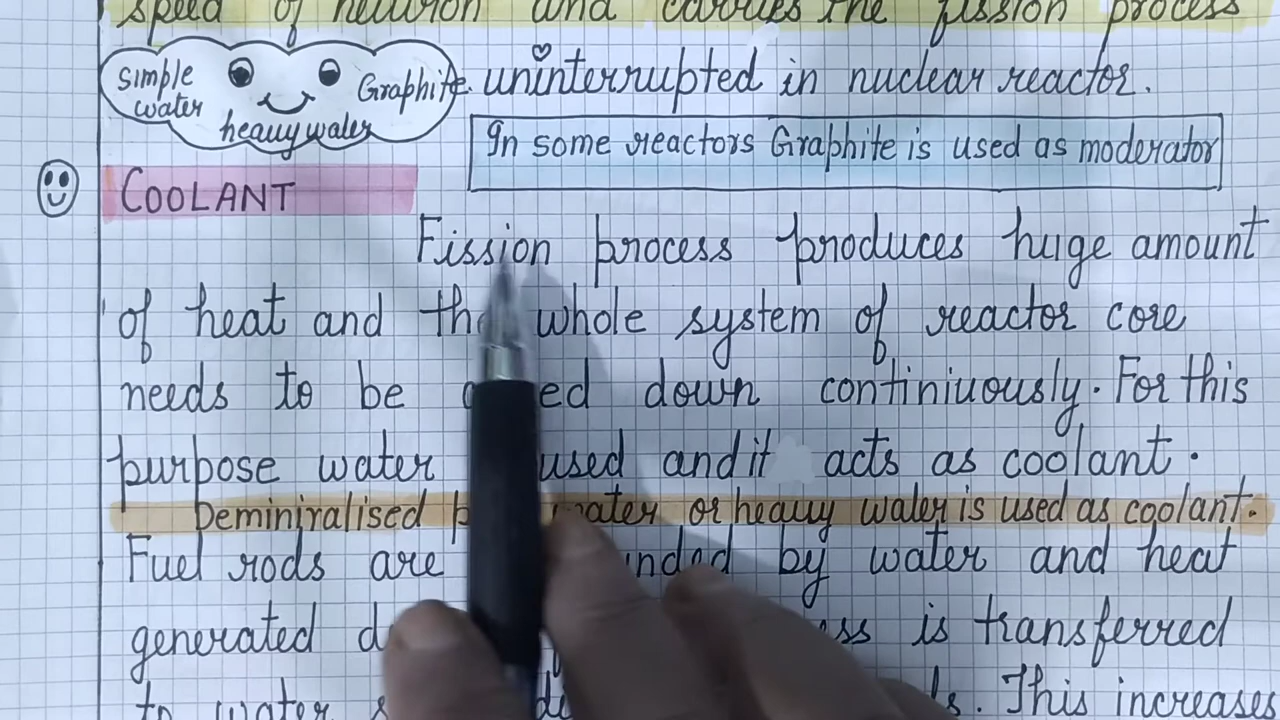 speed of neutron and carries the fission process
simple water
Graphite
heavy water
uninterrupted in nuclear reactor.
In some reactors Graphite is used as moderator
COOLANT
Fission process produces huge amount
of heat and the whole system of reactor core
needs to be ed down continiuously. For this
purpose water used and it acts as coolant.
Deminiralised water or heavy water is used as coolant.
Fuel rods are by water and heat
generated is transferred
to water This increases